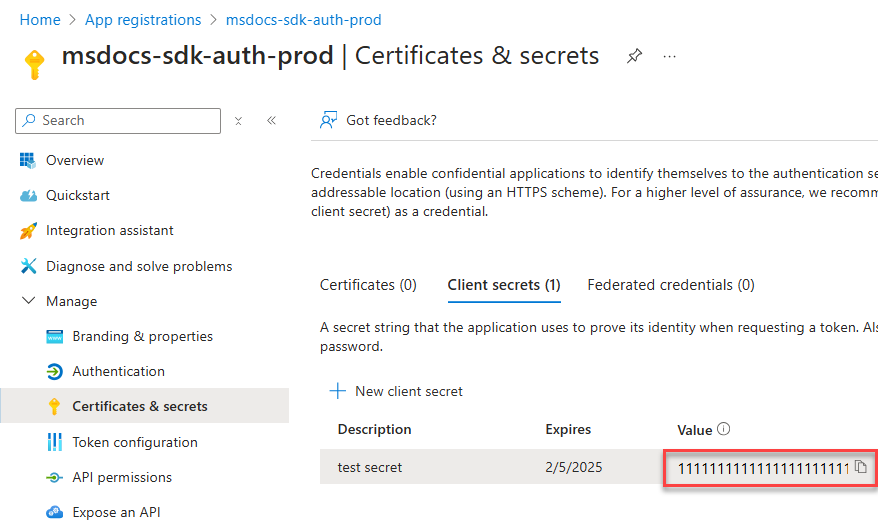 Home > App registrations > msdocs-sdk-auth-prod
msdocs-sdk-auth-prod | Certificates & secrets
Search
Got feedback?
Overview
Quickstart
Integration assistant
Diagnose and solve problems
Manage
Branding & properties
Authentication
Certificates & secrets
Token configuration
API permissions
Expose an API
Credentials enable confidential applications to identify themselves to the authentication se
addressable location (using an HTTPS scheme). For a higher level of assurance, we recomm
client secret) as a credential.
Certificates (0) Client secrets (1) Federated credentials (0)
A secret string that the application uses to prove its identity when requesting a token. Als
password.
New client secret
Description Expires Value
test secret 2/5/2025 1111111111111111111111